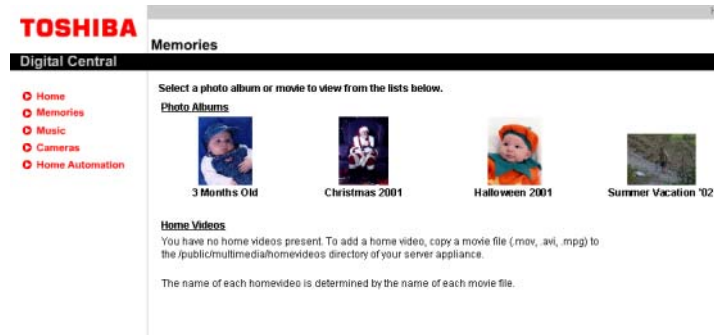 TOSHIBA
Memories
Digital Central
Select a photo album or movie to view from the lists below.
Home
Memories
Music
Cameras
Home Automation
Photo Albums
3 Months Old
Christmas 2001
Halloween 2001
Summer Vacation '02
Home Videos
You have no home videos present. To add a home video, copy a movie file (.mov, .avi, .mpg) to
the /public/multimedia/homevideos directory of your server appliance.
The name of each homevideo is determined by the name of each movie file.